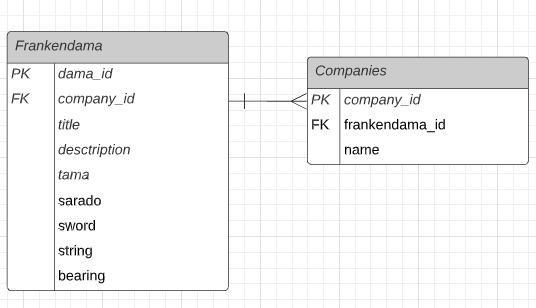 Frankendama
PK dama_id
FK company_id
title
desctription
tama
sarado
sword
string
bearing
Companies
PK company_id
FK frankendama_id
name